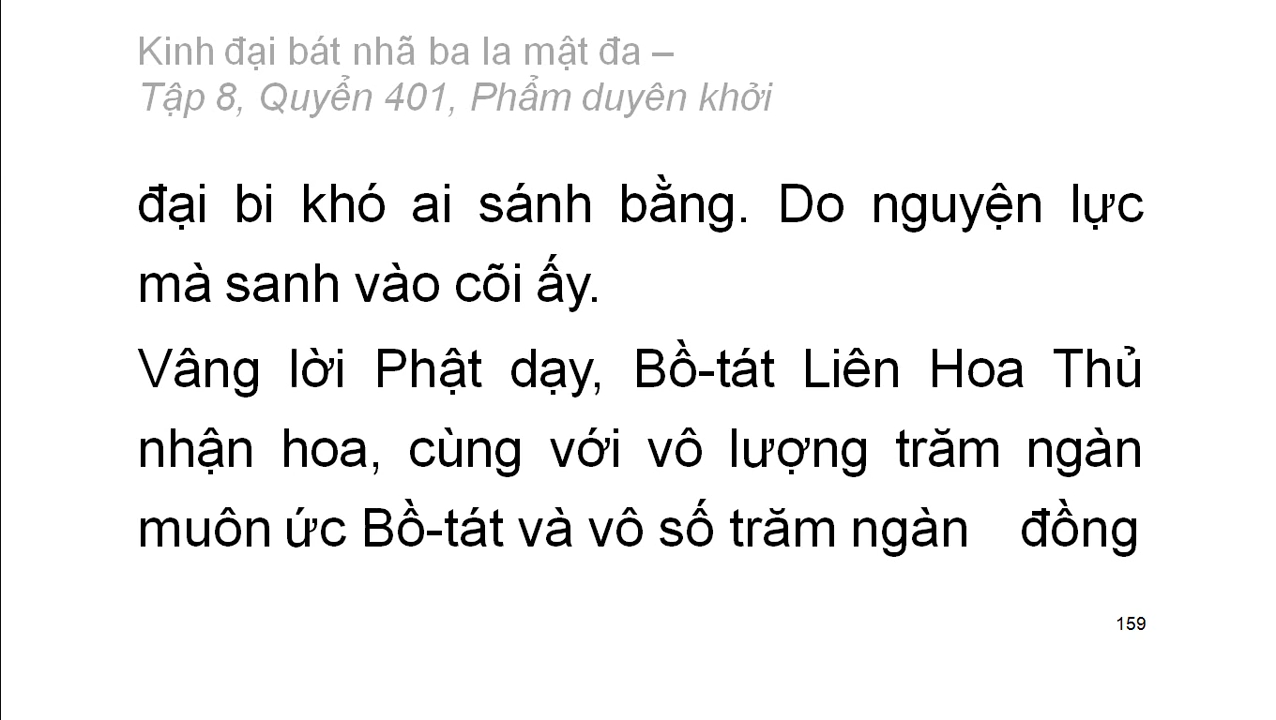 Kinh đại bát nhã ba la mật đa –
Tập 8, Quyển 401, Phẩm duyên khởi
đại bi khó ai sánh bằng. Do nguyện lực
mà sanh vào cõi ấy.
Vâng lời Phật dạy, Bồ-tát Liên Hoa Thủ
nhận hoa, cùng với vô lượng trăm ngàn
muôn ức Bồ-tát và vô số trăm ngàn đồng
159